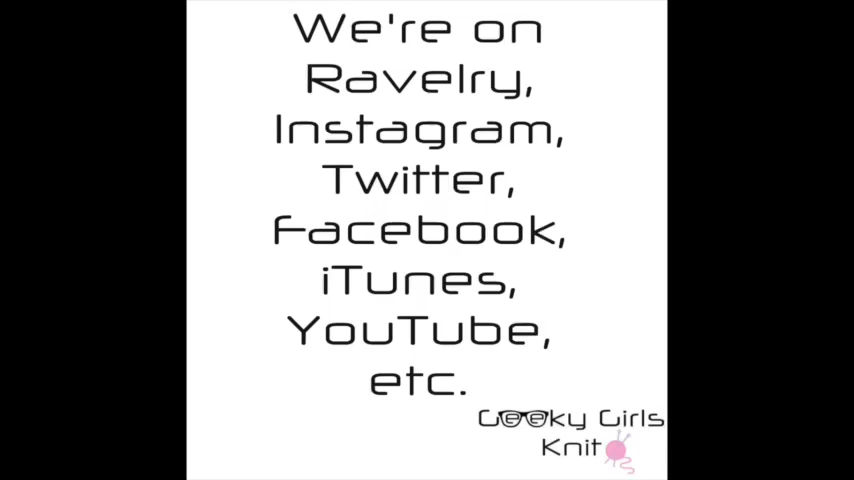 We're on
Ravelry,
Instagram,
Twitter,
Facebook,
iTunes,
YouTube,
etc.
Geeky Girls
Knit